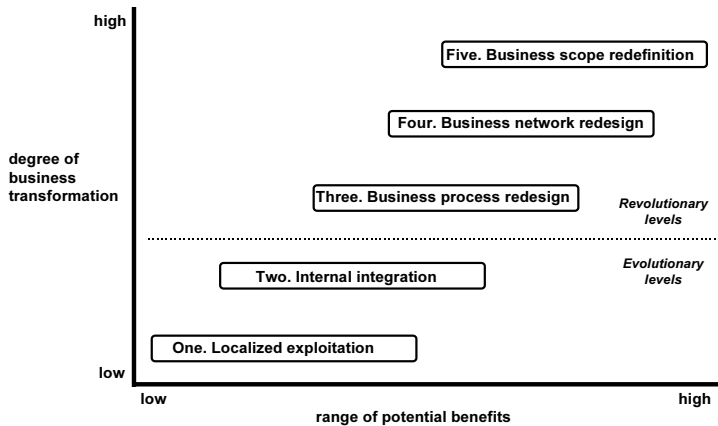 high
Five. Business scope redefinition
Four. Business network redesign
degree of
business
transformation
Three. Business process redesign
Revolutionary
levels
Evolutionary
levels
Two. Internal integration
One. Localized exploitation
low
low
high
range of potential benefits